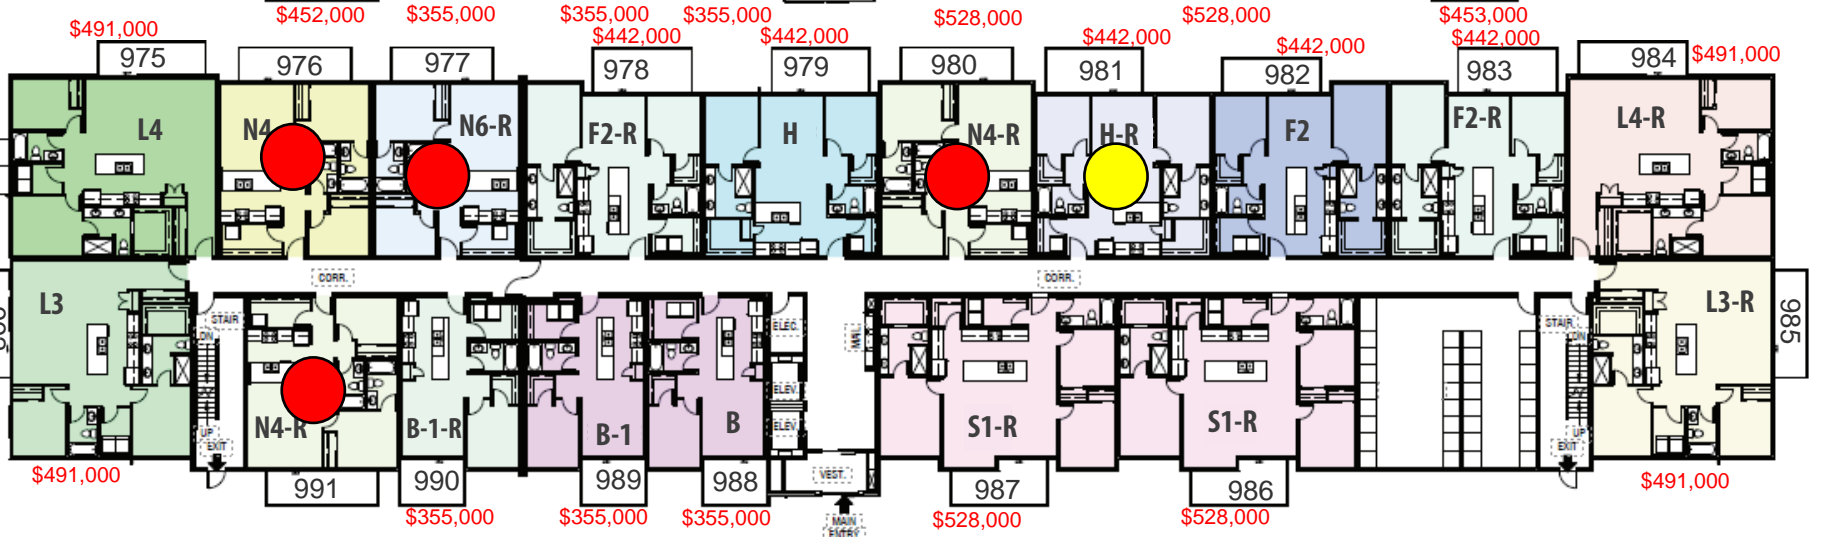 $452,000 $355,000 $355,000 $355,000 $528,000 $528,000 $453,000
$491,000 $442,000 $442,000 $442,000 $442,000 $442,000 $491,000
975 976 977 978 979 980 981 982 983 984
L4 N4 N6-R F2-R H N4-R H-R F2 F2-R L4-R
CORR. CORR.
L3 STAIR ELEC. MAIL STAIR L3-R 985
DN DN
ELEV.
N4-R B-1-R B-1 B ELEV. S1-R S1-R
UP UP
EXIT EXIT
$491,000 991 990 989 988 VEST. 987 986 $491,000
$355,000 $355,000 $355,000 $528,000 $528,000
MAIN
ENTRY